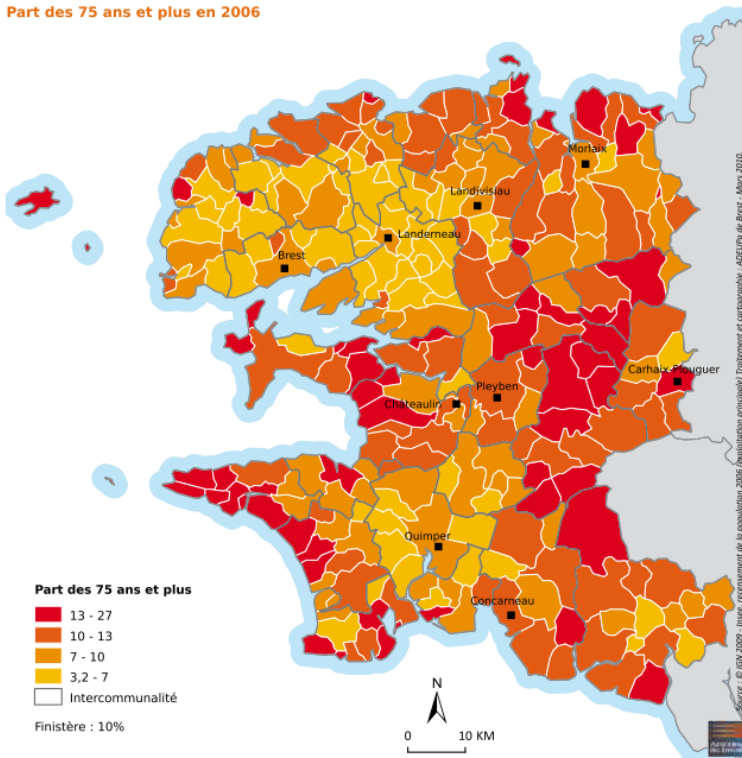 Part des 75 ans et plus en 2006
Morlaix
Landivisiau
Landerneau
Brest
Carhaix-Plouguer
Pleyben
Châteaulin
Quimper
Concarneau
Part des 75 ans et plus
13 - 27
10 - 13
7 - 10
3,2 - 7
Intercommunalité
Finistère : 10%
N
0 10 KM
Source : © IGN 2009 - Insee, recensement de la population 2006 (exploitation principale) Traitement et cartographie : ADEUPa de Brest - Mars 2010.